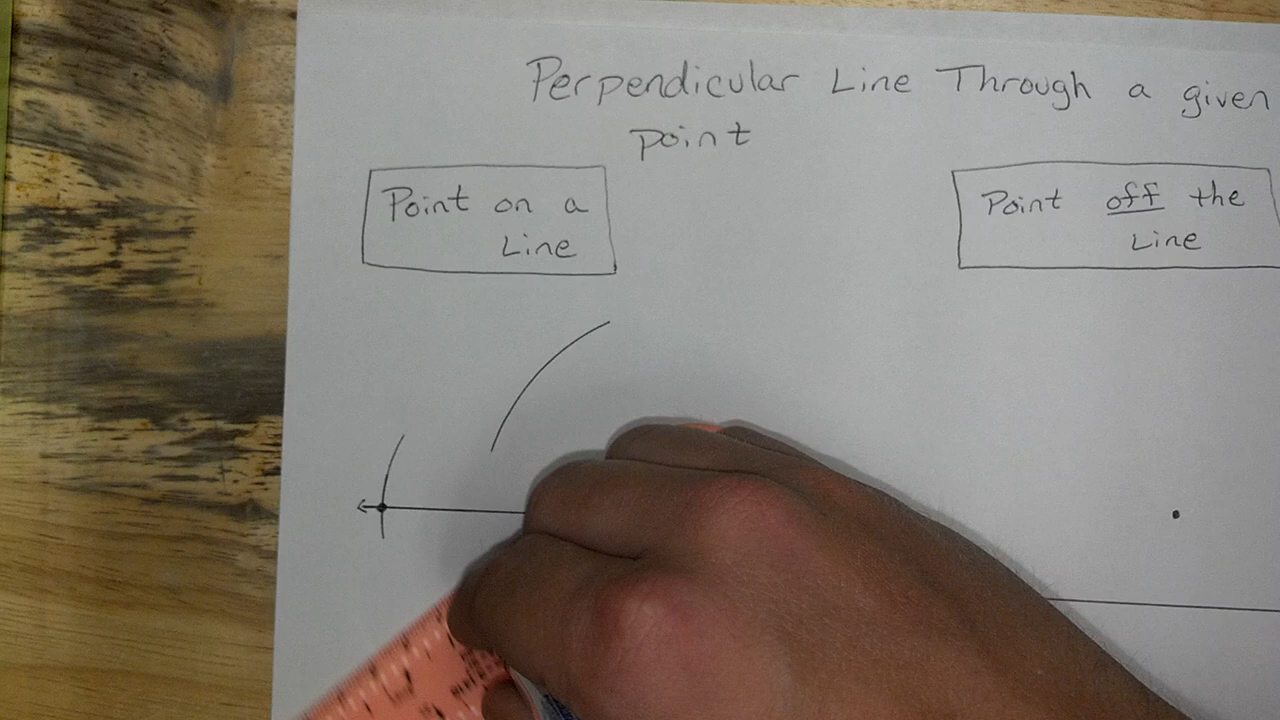 Perpendicular Line Through a given
point
Point on a
Line
Point off the
Line